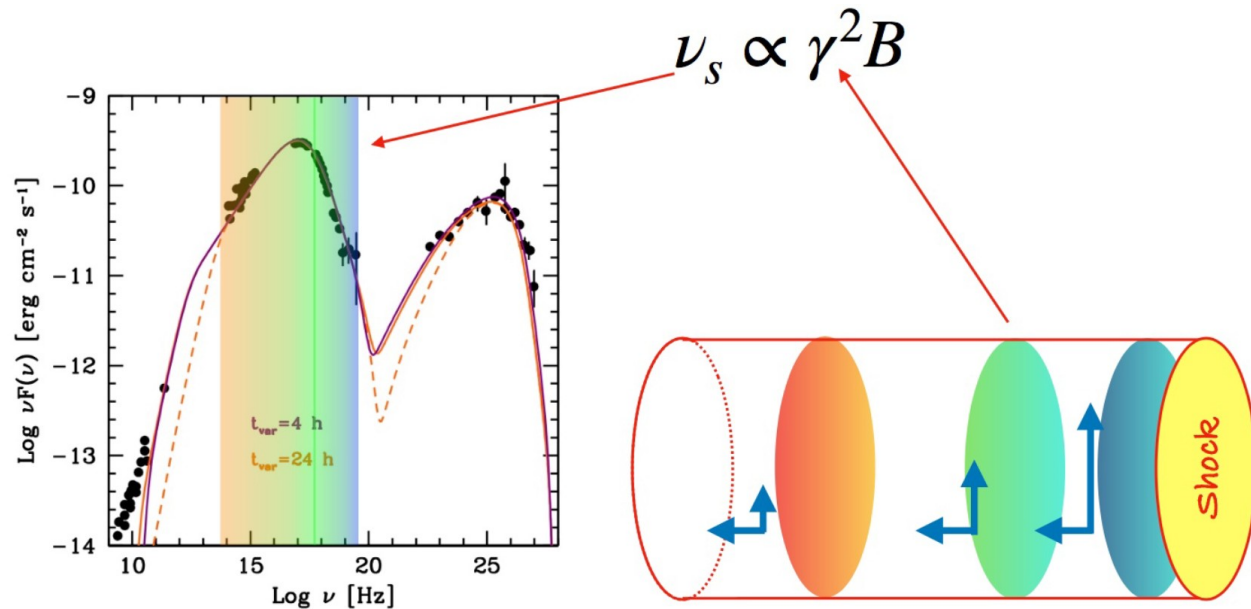 ν_s ∝ γ²B
-9
-10
-11
-12
-13
-14
Log νF(ν) [erg cm⁻² s⁻¹]
t_var=4 h
t_var=24 h
10 15 20 25
Log ν [Hz]
Shock